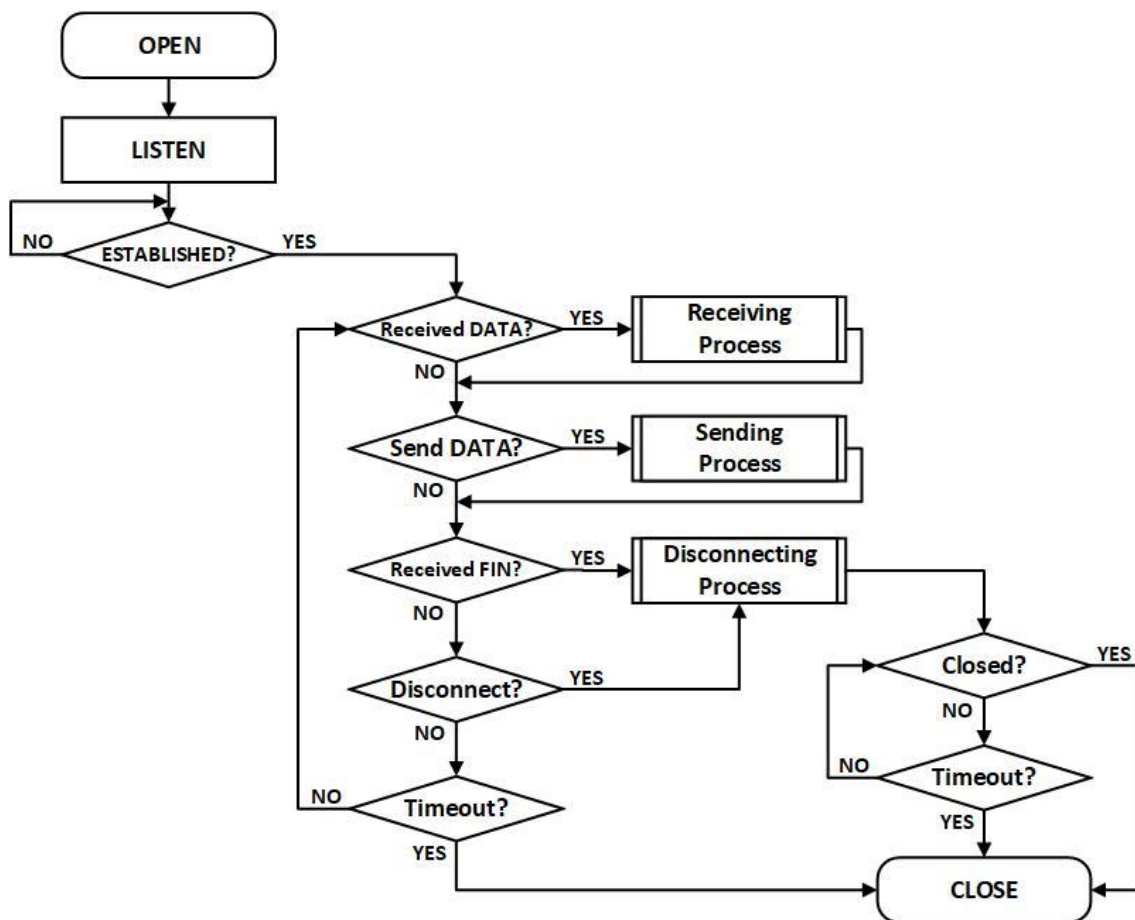 OPEN
LISTEN
NO
ESTABLISHED?
YES
Received DATA?
YES
Receiving
Process
NO
Send DATA?
YES
Sending
Process
NO
Received FIN?
YES
Disconnecting
Process
NO
Closed?
YES
Disconnect?
YES
NO
NO
NO
Timeout?
NO
Timeout?
YES
YES
CLOSE